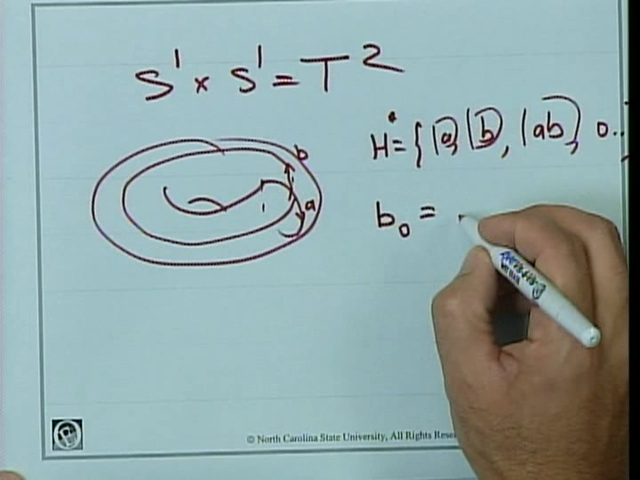 S¹ × S¹ = T²
H* = { |a|, |b|, |ab|, 0...
b₀ =
b
a
© North Carolina State University, All Rights Rese